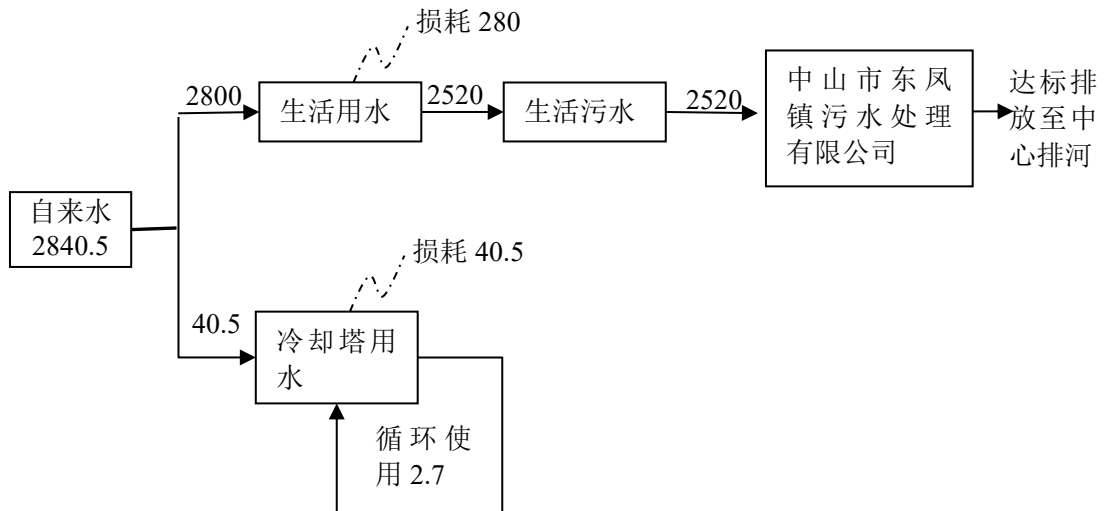 损耗 280
2800
生活用水
2520
生活污水
2520
中山市东凤
镇污水处理
有限公司
达标排
放至中
心排河
自来水
2840.5
损耗 40.5
40.5
冷却塔用
水
循环使
用 2.7